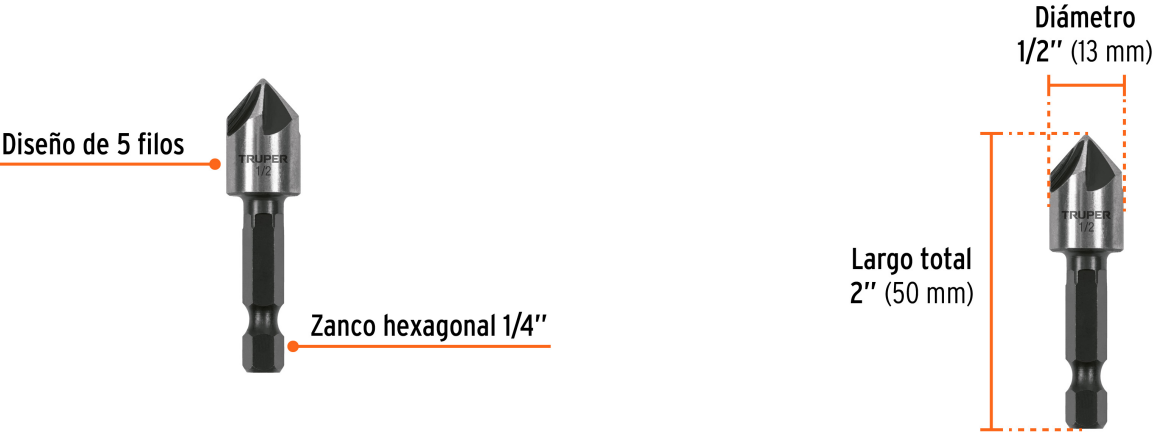 Diseño de 5 filos
TRUPER
1/2
Zanco hexagonal 1/4″
Diámetro
1/2″ (13 mm)
TRUPER
1/2
Largo total
2″ (50 mm)